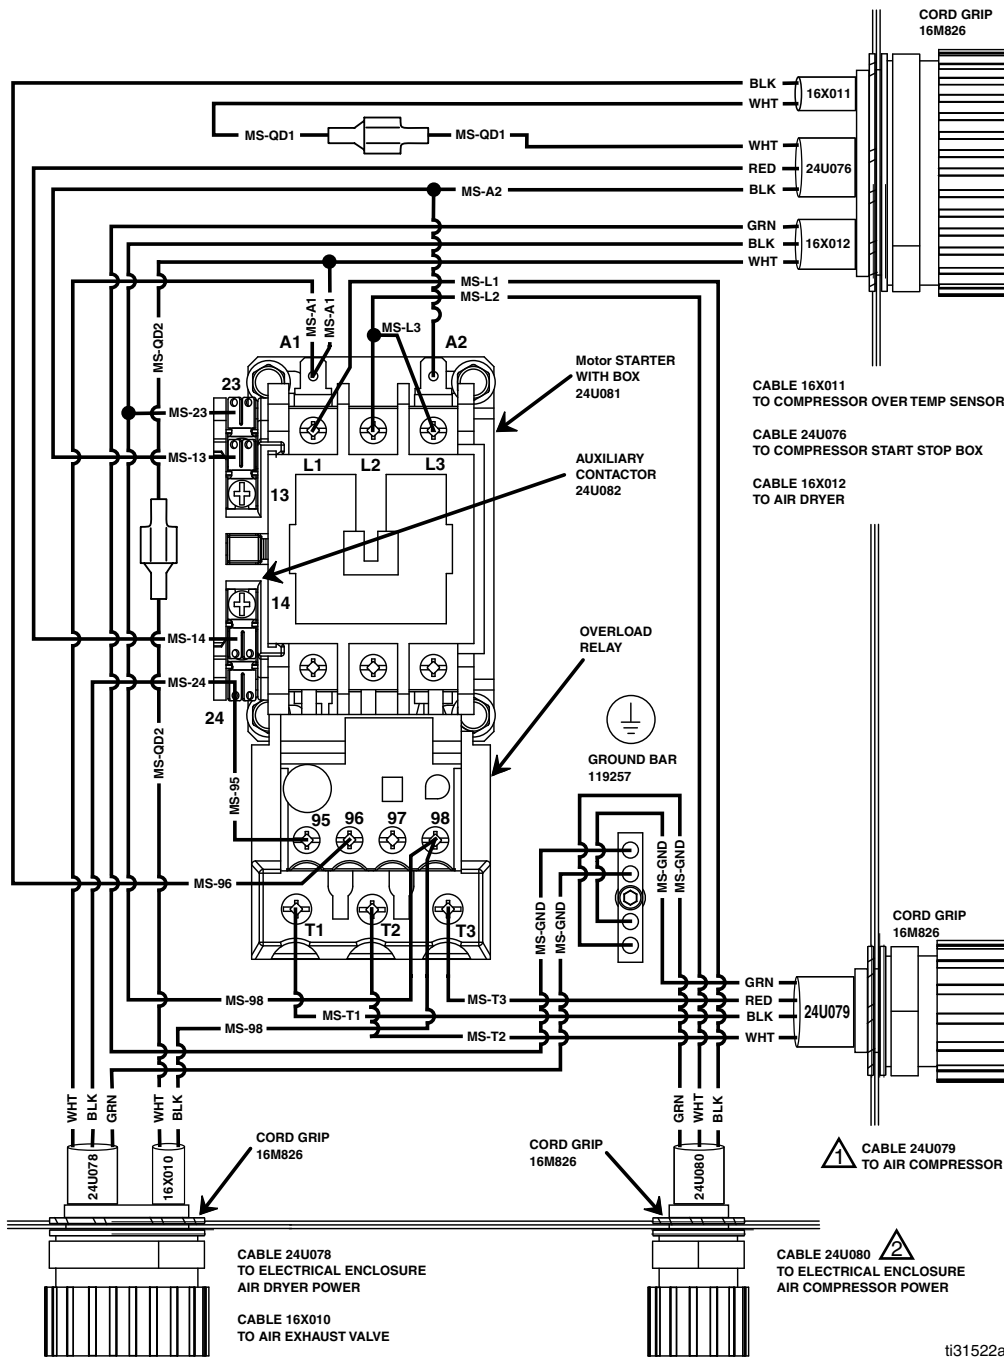 CORD GRIP
16M826
BLK
16X011
WHT
MS-QD1
MS-QD1
WHT
RED
24U076
BLK
MS-A2
GRN
BLK
16X012
WHT
MS-L1
MS-L2
MS-A1
MS-A1
MS-L3
MS-QD2
A1
A2
Motor STARTER
WITH BOX
24U081
CABLE 16X011
TO COMPRESSOR OVER TEMP SENSOR
CABLE 24U076
TO COMPRESSOR START STOP BOX
CABLE 16X012
TO AIR DRYER
23
MS-23
MS-13
L1
L2
L3
13
AUXILIARY
CONTACTOR
24U082
14
MS-14
MS-24
24
OVERLOAD
RELAY
MS-QD2
MS-95
GROUND BAR
119257
95
96
97
98
MS-96
MS-GND
MS-GND
MS-GND
MS-GND
T1
T2
T3
CORD GRIP
16M826
MS-98
MS-T3
MS-T1
MS-98
MS-T2
GRN
RED
BLK
WHT
24U079
WHT
BLK
GRN
WHT
BLK
GRN
WHT
BLK
CORD GRIP
16M826
CORD GRIP
16M826
1
CABLE 24U079
TO AIR COMPRESSOR
24U078
16X010
24U080
CABLE 24U078
TO ELECTRICAL ENCLOSURE
AIR DRYER POWER
CABLE 16X010
TO AIR EXHAUST VALVE
CABLE 24U080
2
TO ELECTRICAL ENCLOSURE
AIR COMPRESSOR POWER
ti31522a